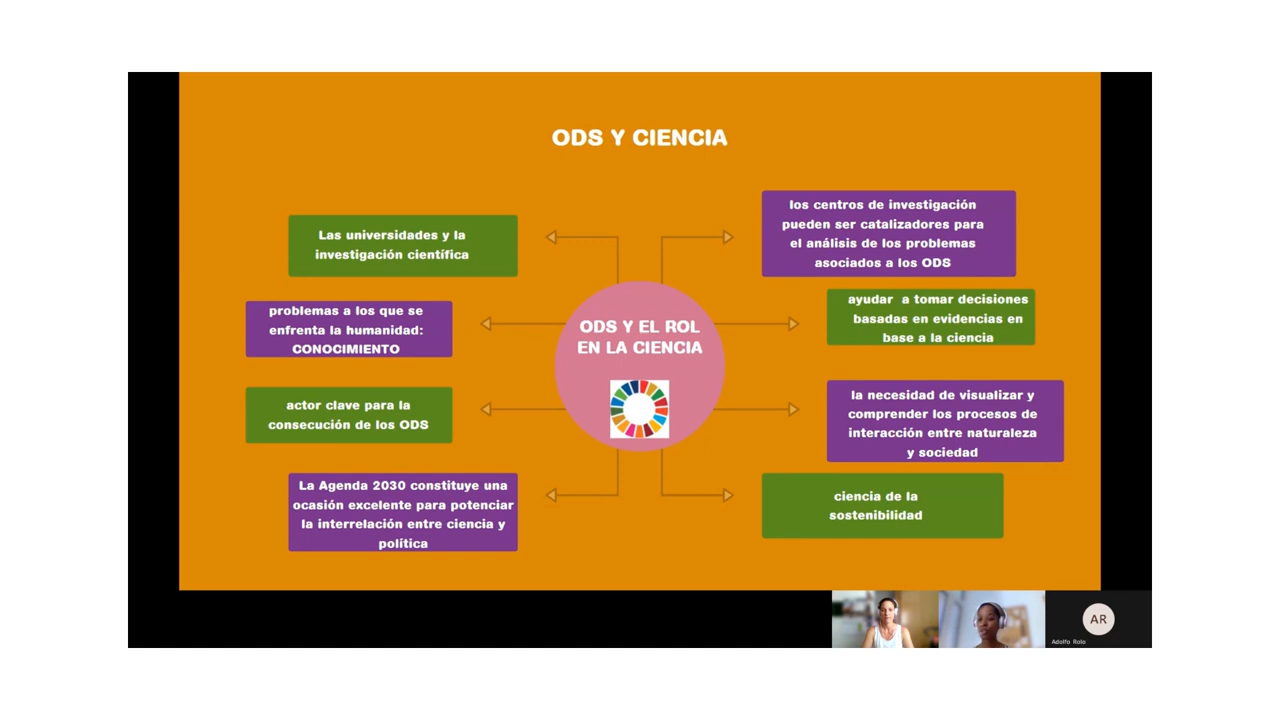 ODS Y CIENCIA
Las universidades y la
investigación científica
problemas a los que se
enfrenta la humanidad:
CONOCIMIENTO
actor clave para la
consecución de los ODS
La Agenda 2030 constituye una
ocasión excelente para potenciar
la interrelación entre ciencia y
política
ODS Y EL ROL
EN LA CIENCIA
los centros de investigación
pueden ser catalizadores para
el análisis de los problemas
asociados a los ODS
ayudar a tomar decisiones
basadas en evidencias en
base a la ciencia
la necesidad de visualizar y
comprender los procesos de
interacción entre naturaleza
y sociedad
ciencia de la
sostenibilidad
AR
Adolfo Rolo